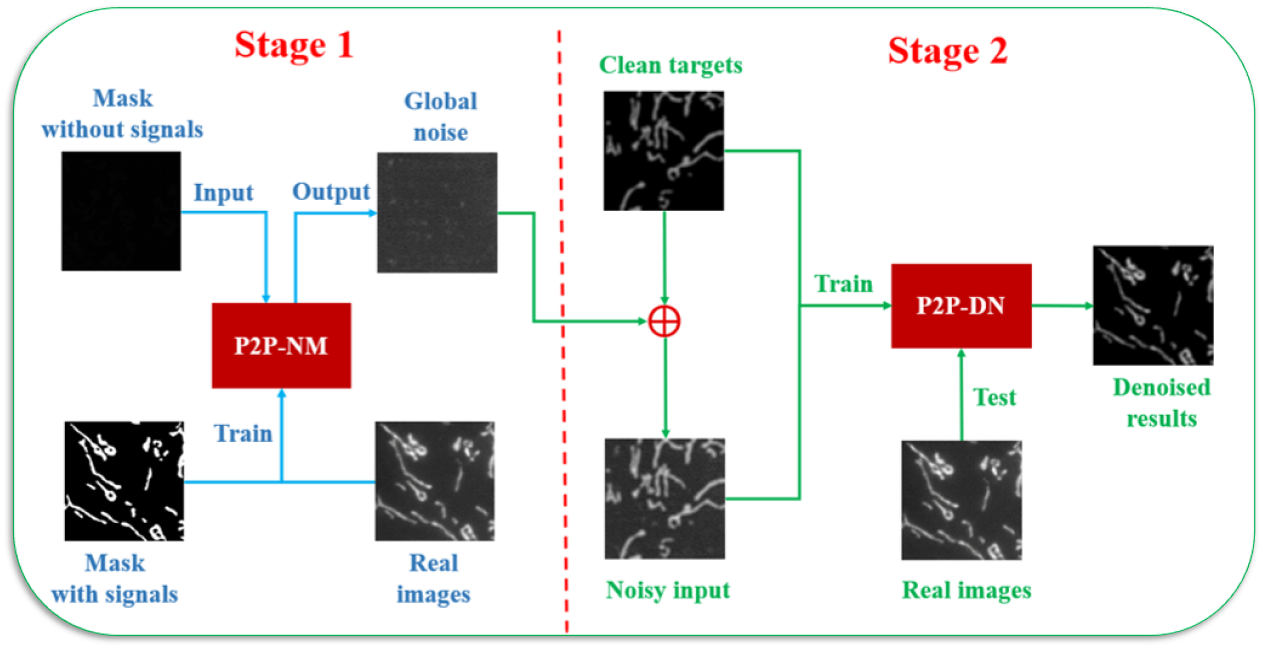 Stage 1
Mask
without signals
Global
noise
Input
Output
P2P-NM
Train
Mask
with signals
Real
images
Stage 2
Clean targets
Train
P2P-DN
Test
Denoised
results
Noisy input
Real images